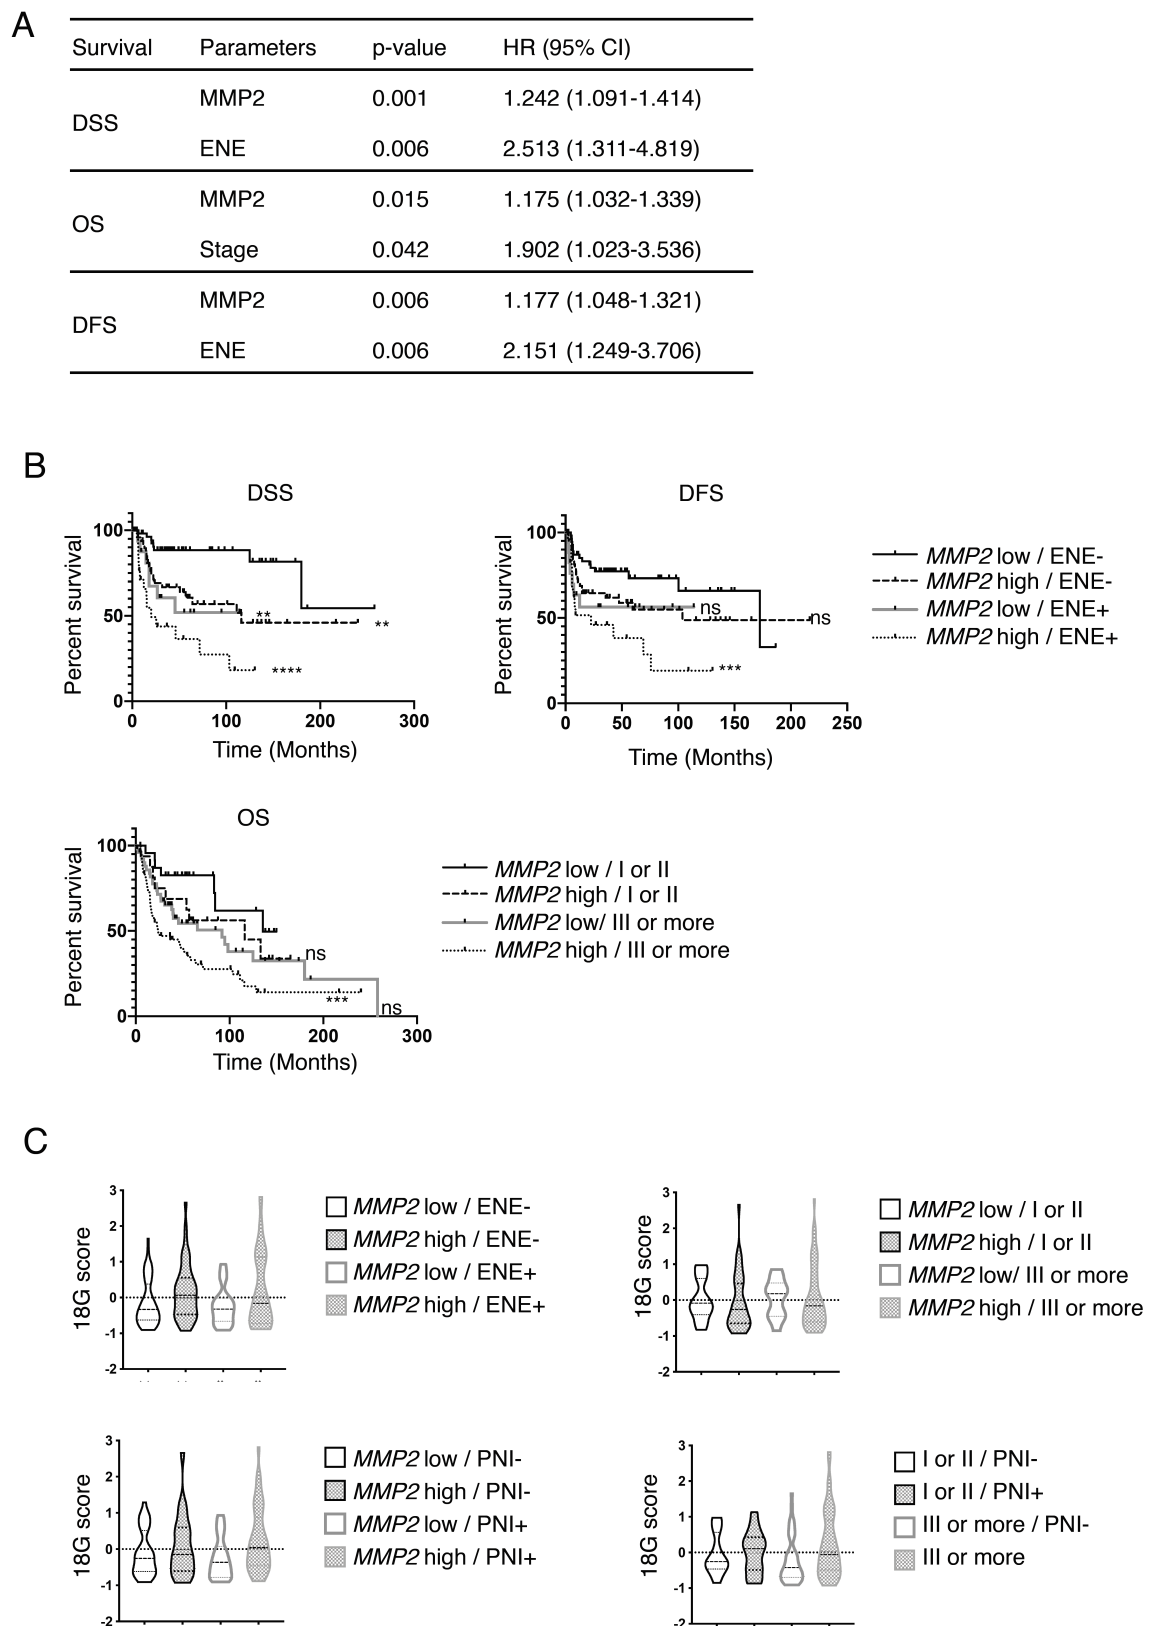 A
Survival Parameters p-value HR (95% CI)
DSS
MMP2 0.001 1.242 (1.091-1.414)
ENE 0.006 2.513 (1.311-4.819)
OS
MMP2 0.015 1.175 (1.032-1.339)
Stage 0.042 1.902 (1.023-3.536)
DFS
MMP2 0.006 1.177 (1.048-1.321)
ENE 0.006 2.151 (1.249-3.706)
B
DSS
Percent survival
100
50
0
0 100 200 300
Time (Months)
**
**
****
DFS
Percent survival
100
50
0
0 50 100 150 200 250
Time (Months)
ns
ns
***
MMP2 low / ENE-
MMP2 high / ENE-
MMP2 low / ENE+
MMP2 high / ENE+
OS
Percent survival
100
50
0
0 100 200 300
Time (Months)
ns
***
ns
MMP2 low / I or II
MMP2 high / I or II
MMP2 low/ III or more
MMP2 high / III or more
C
18G score
3
2
1
0
-1
-2
MMP2 low / ENE-
MMP2 high / ENE-
MMP2 low / ENE+
MMP2 high / ENE+
18G score
3
2
1
0
-1
-2
MMP2 low / I or II
MMP2 high / I or II
MMP2 low/ III or more
MMP2 high / III or more
18G score
3
2
1
0
-1
-2
MMP2 low / PNI-
MMP2 high / PNI-
MMP2 low / PNI+
MMP2 high / PNI+
18G score
3
2
1
0
-1
-2
I or II / PNI-
I or II / PNI+
III or more / PNI-
III or more